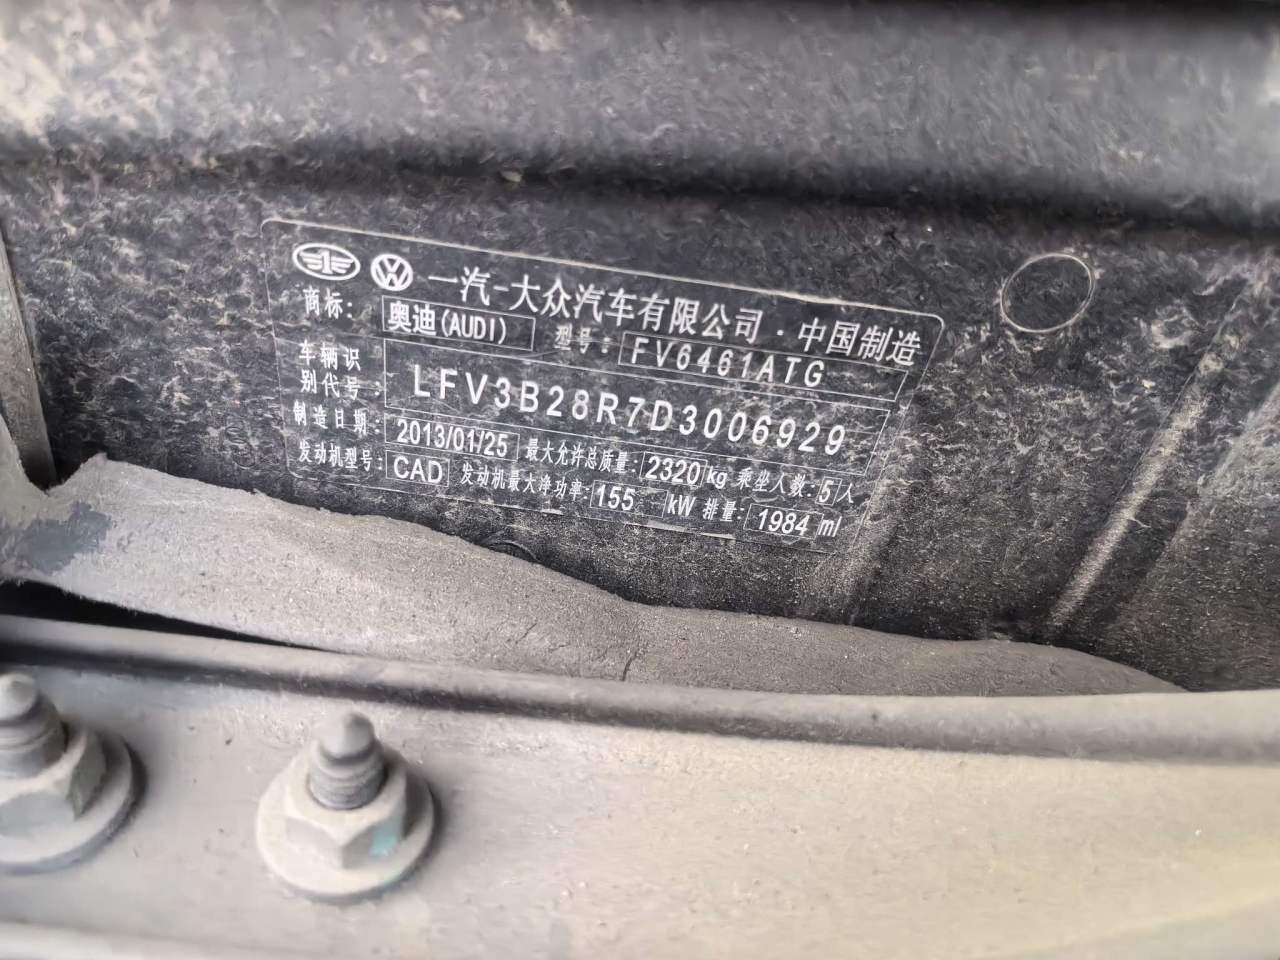 一汽-大众汽车有限公司·中国制造
商标: 奥迪(AUDI) 型号: FV6461ATG
车辆识别代号: LFV3B28R7D3006929
制造日期: 2013/01/25 最大允许总质量: 2320 kg 乘坐人数: 5 人
发动机型号: CAD 发动机最大净功率: 155 kW 排量: 1984 ml